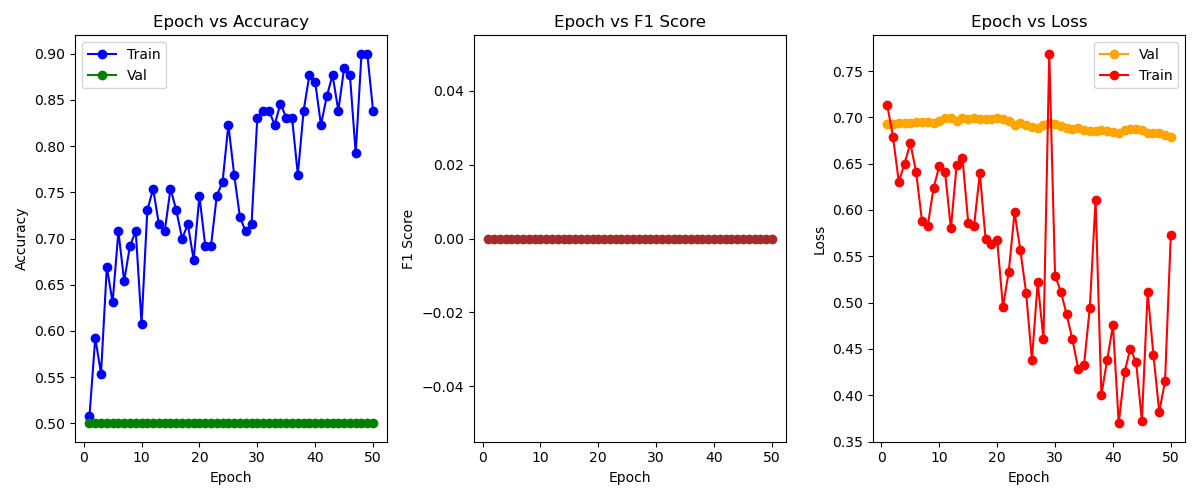 Epoch vs Accuracy
Accuracy
0.90
0.85
0.80
0.75
0.70
0.65
0.60
0.55
0.50
Train
Val
0 10 20 30 40 50
Epoch
Epoch vs F1 Score
F1 Score
0.04
0.02
0.00
−0.02
−0.04
0 10 20 30 40 50
Epoch
Epoch vs Loss
Loss
0.75
0.70
0.65
0.60
0.55
0.50
0.45
0.40
0.35
Val
Train
0 10 20 30 40 50
Epoch